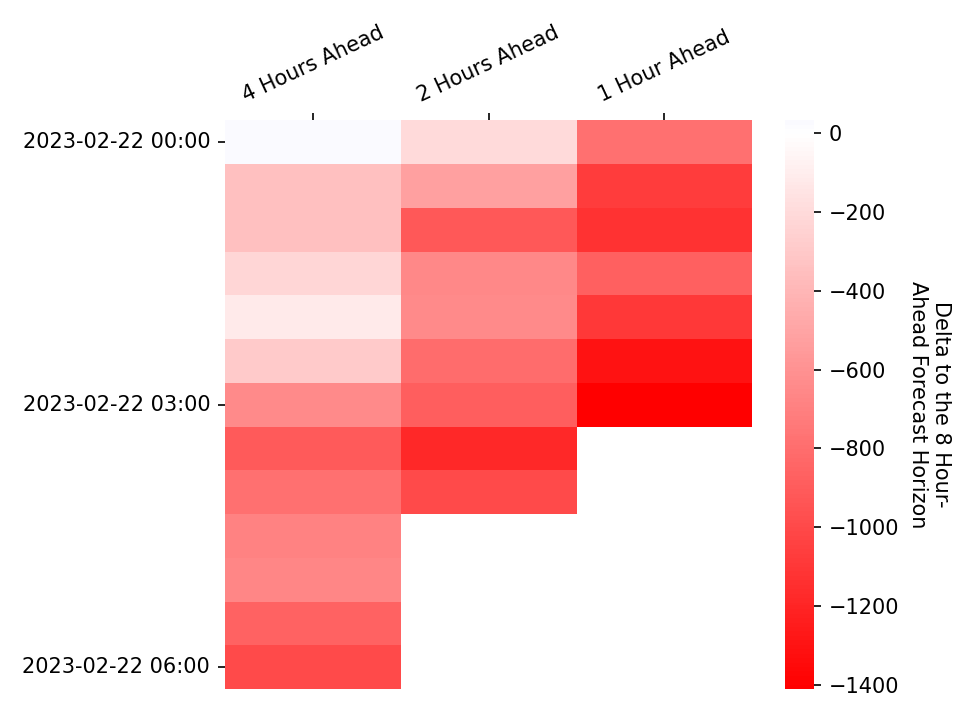 4 Hours Ahead
2 Hours Ahead
1 Hour Ahead
2023-02-22 00:00
2023-02-22 03:00
2023-02-22 06:00
0
−200
−400
−600
−800
−1000
−1200
−1400
Delta to the 8 Hour-
Ahead Forecast Horizon